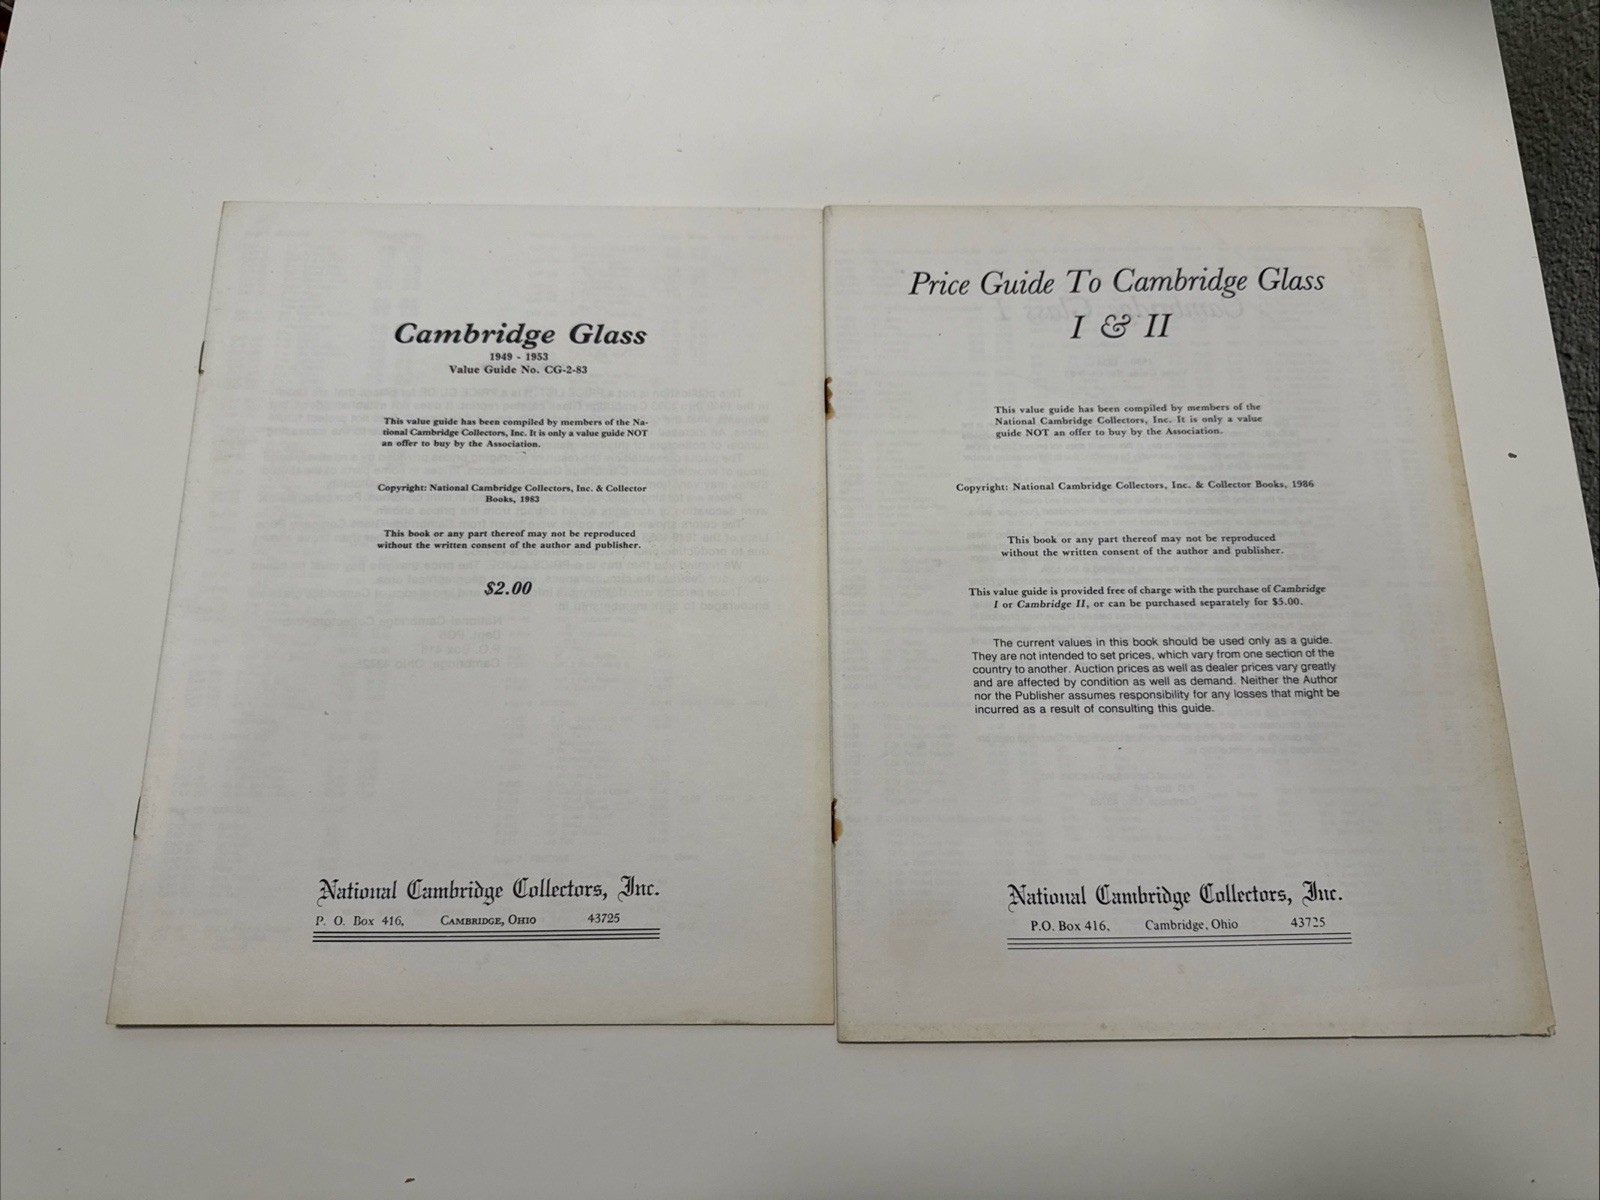 Cambridge Glass
1949 - 1953
Value Guide No. CG-2-83
This value guide has been compiled by members of the Na-
tional Cambridge Collectors, Inc. It is only a value guide NOT
an offer to buy by the Association.
Copyright: National Cambridge Collectors, Inc. & Collector
Books, 1983
This book or any part thereof may not be reproduced
without the written consent of the author and publisher.
$2.00
National Cambridge Collectors, Inc.
P. O. Box 416, Cambridge, Ohio 43725
Price Guide To Cambridge Glass
I & II
This value guide has been compiled by members of the
National Cambridge Collectors, Inc. It is only a value
guide NOT an offer to buy by the Association.
Copyright: National Cambridge Collectors, Inc. & Collector Books, 1986
This book or any part thereof may not be reproduced
without the written consent of the author and publisher.
This value guide is provided free of charge with the purchase of Cambridge
I or Cambridge II, or can be purchased separately for $5.00.
The current values in this book should be used only as a guide.
They are not intended to set prices, which vary from one section of the
country to another. Auction prices as well as dealer prices vary greatly
and are affected by condition as well as demand. Neither the Author
nor the Publisher assumes responsibility for any losses that might be
incurred as a result of consulting this guide.
National Cambridge Collectors, Inc.
P.O. Box 416, Cambridge, Ohio 43725